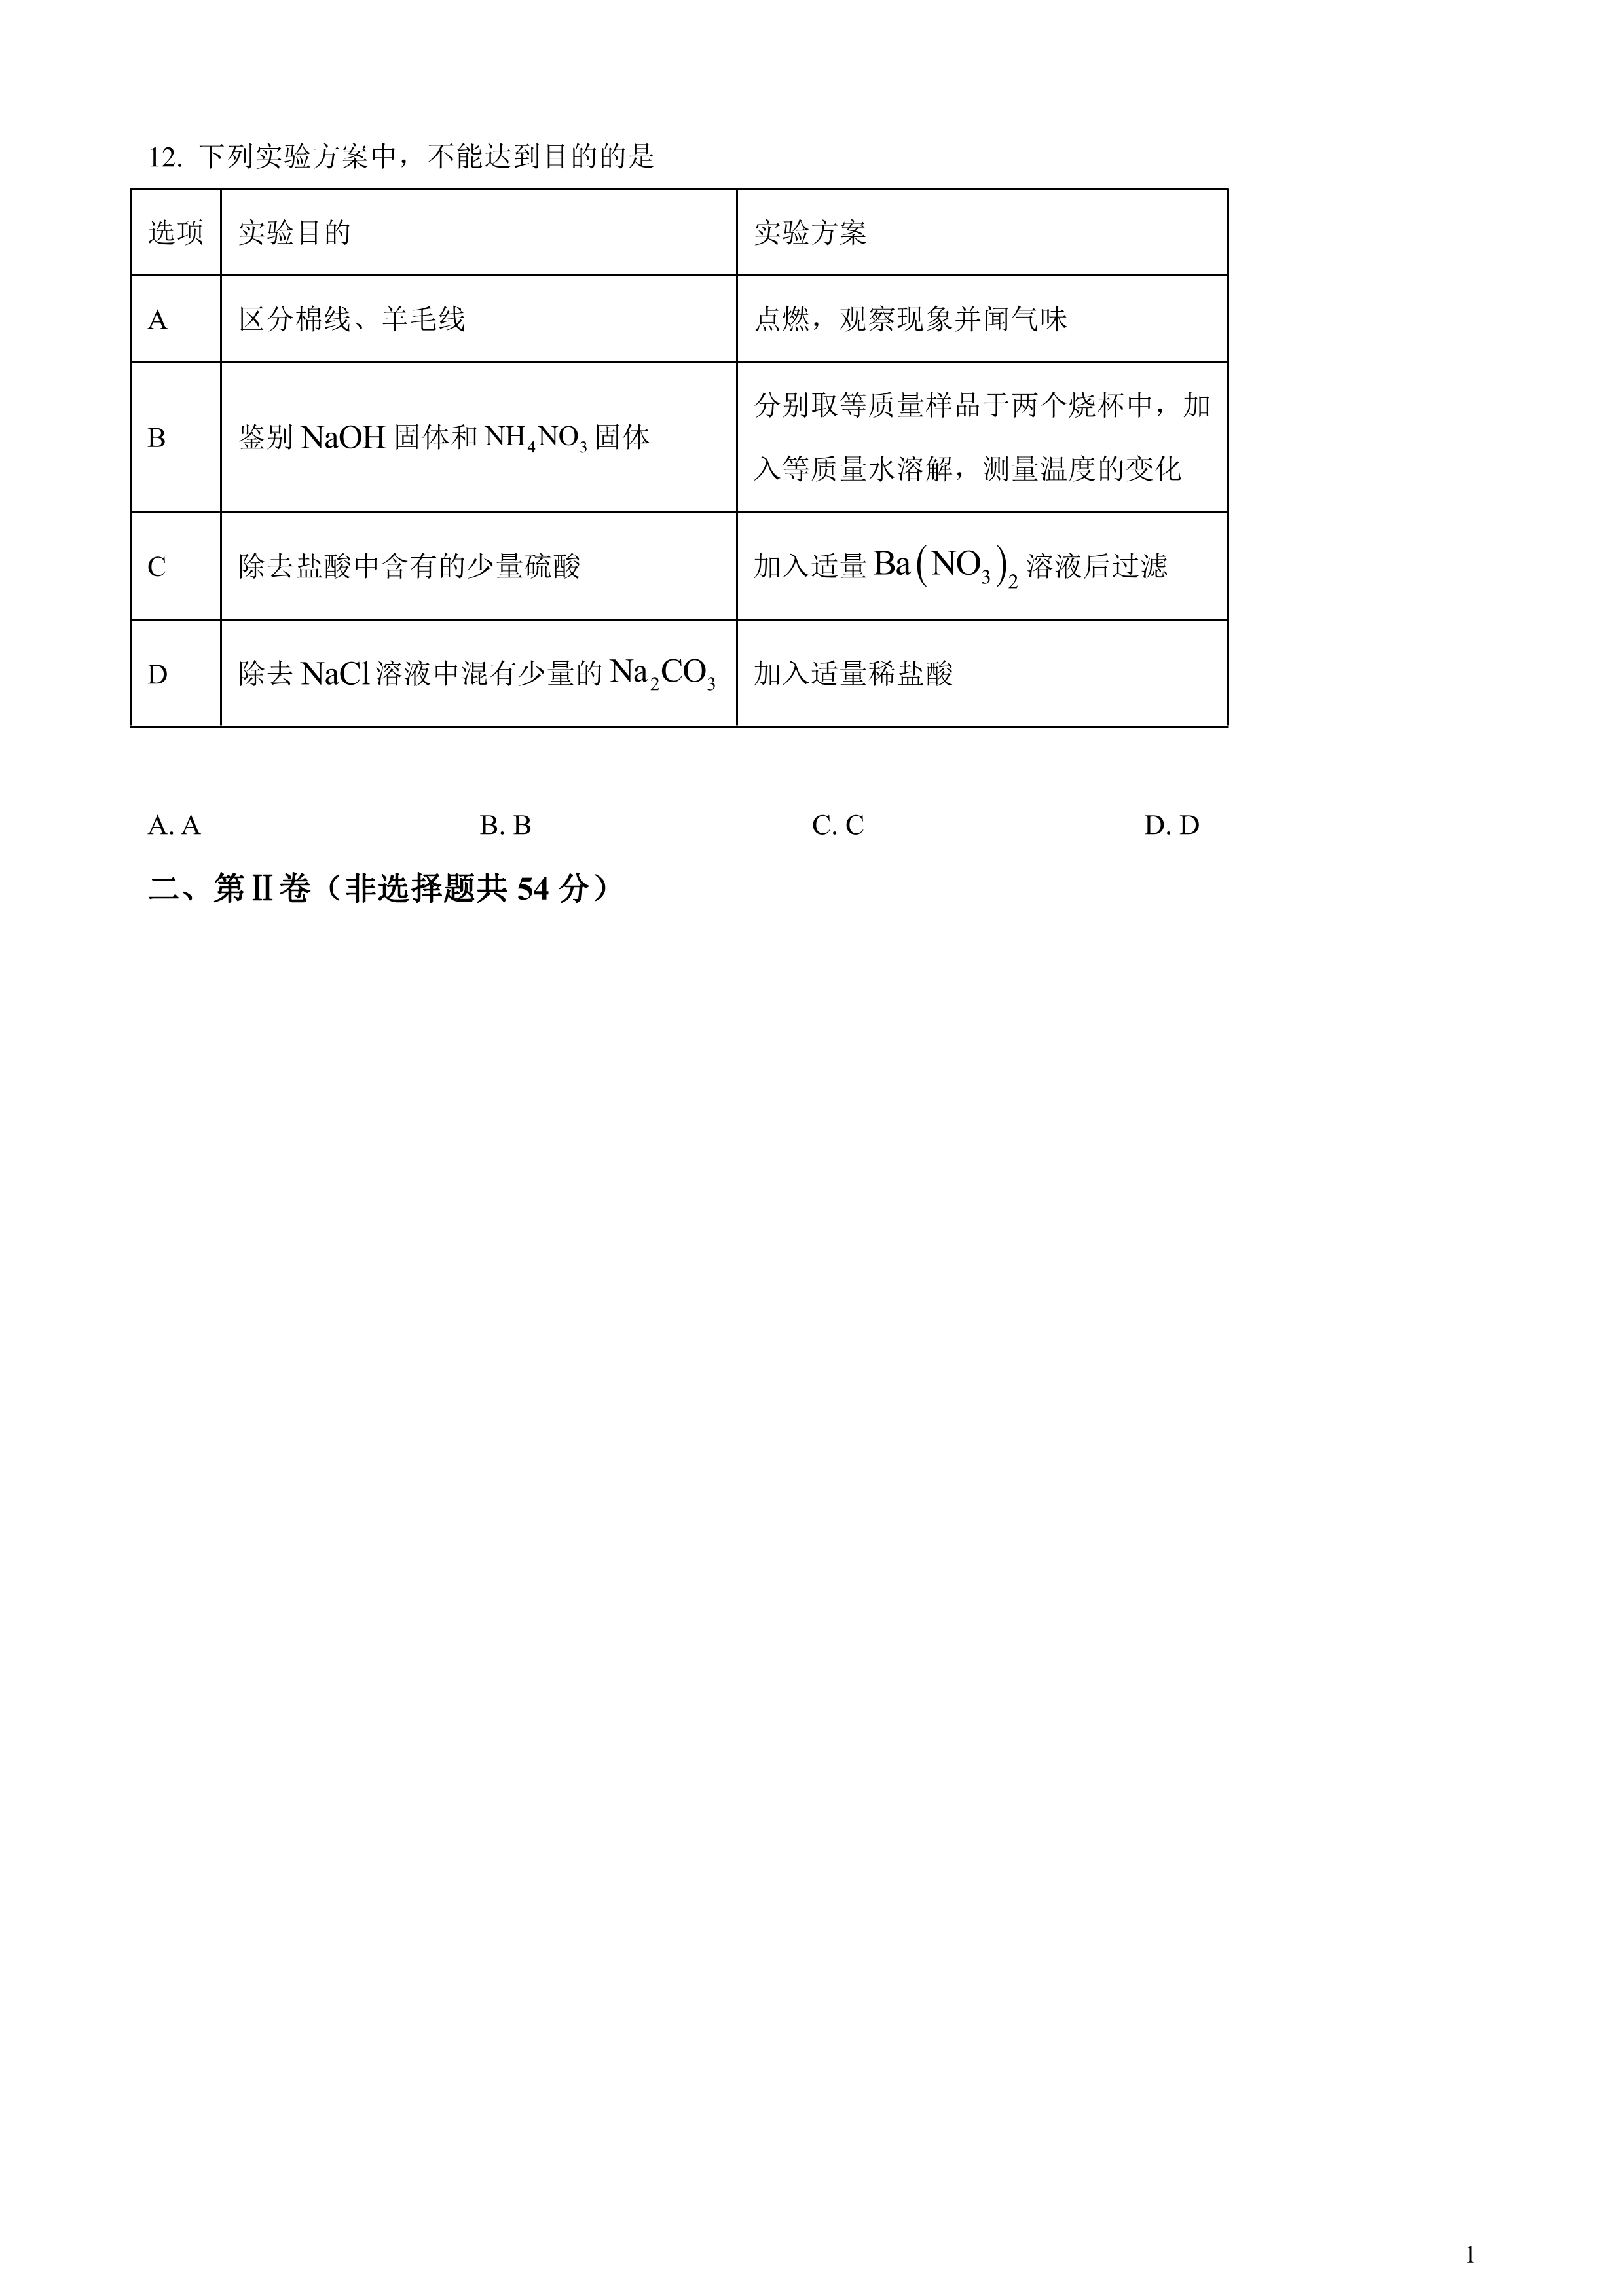 12. 下列实验方案中，不能达到目的的是
选项 实验目的 实验方案
A 区分棉线、羊毛线 点燃，观察现象并闻气味
B 鉴别 NaOH 固体和 NH₄NO₃ 固体 分别取等质量样品于两个烧杯中，加
入等质量水溶解，测量温度的变化
C 除去盐酸中含有的少量硫酸 加入适量 Ba(NO₃)₂ 溶液后过滤
D 除去 NaCl 溶液中混有少量的 Na₂CO₃ 加入适量稀盐酸
A. A B. B C. C D. D
二、第Ⅱ卷（非选择题共 54 分）
1